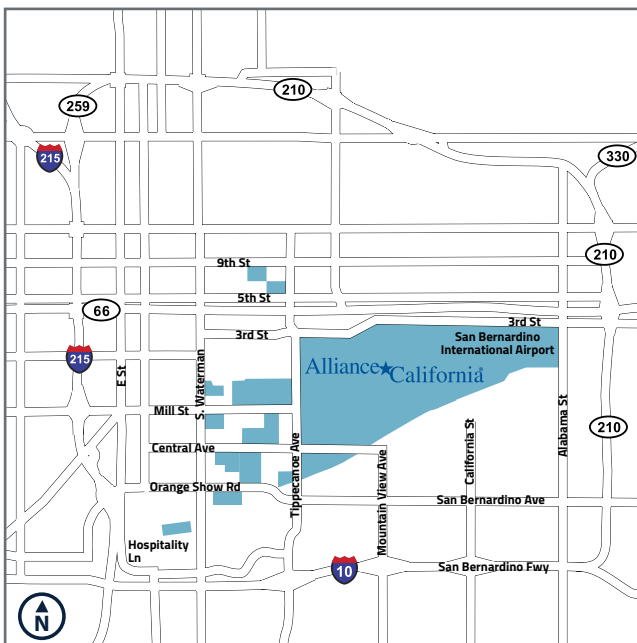 210
259
215
330
9th St
210
5th St
66
3rd St
3rd St
San Bernardino
International Airport
215
E St
S. Waterman
Alliance California
Mill St
Central Ave
Tippecanoe Ave
Mountain View Ave
California St
Alabama St
210
Orange Show Rd
San Bernardino Ave
Hospitality
Ln
10
San Bernardino Fwy
N